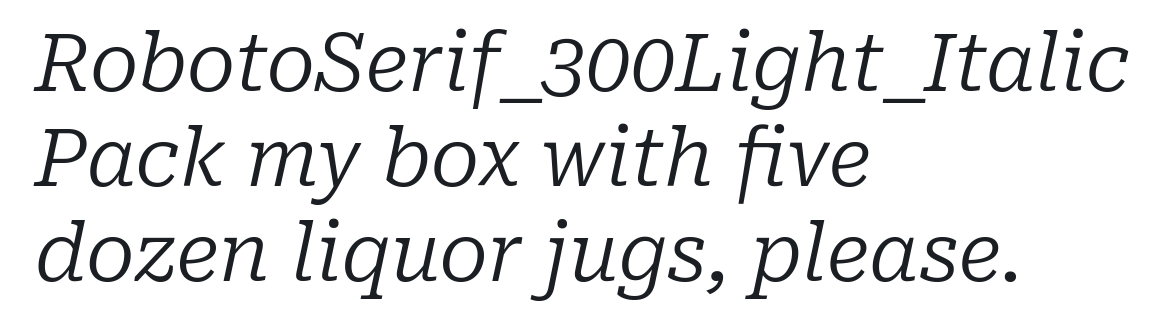 RobotoSerif_300Light_Italic
Pack my box with five
dozen liquor jugs, please.